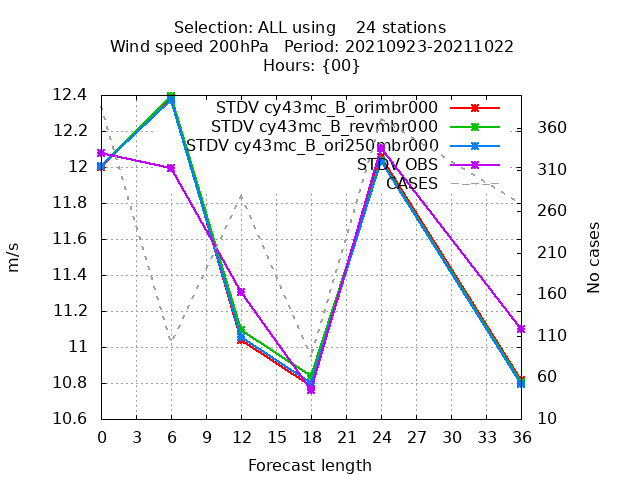 Selection: ALL using    24 stations
Wind speed 200hPa   Period: 20210923-20211022
Hours: {00}
STDV cy43mc_B_orimbr000
STDV cy43mc_B_revmbr000
STDV cy43mc_B_ori250mbr000
STDV OBS
CASES
12.4
12.2
12
11.8
11.6
11.4
11.2
11
10.8
10.6
m/s
360
310
260
210
160
110
60
10
No cases
0 3 6 9 12 15 18 21 24 27 30 33 36
Forecast length